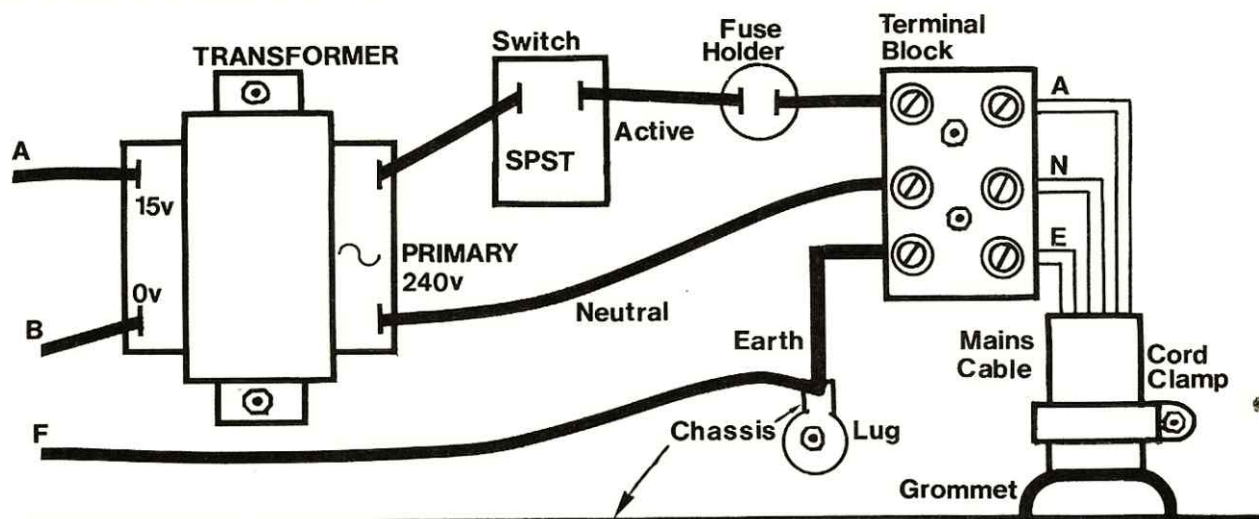 TRANSFORMER
Switch
Fuse
Holder
Terminal
Block
A
15v
0v
B
SPST
Active
PRIMARY
240v
Neutral
Earth
A
N
E
Mains
Cable
Cord
Clamp
F
Chassis
Lug
Grommet